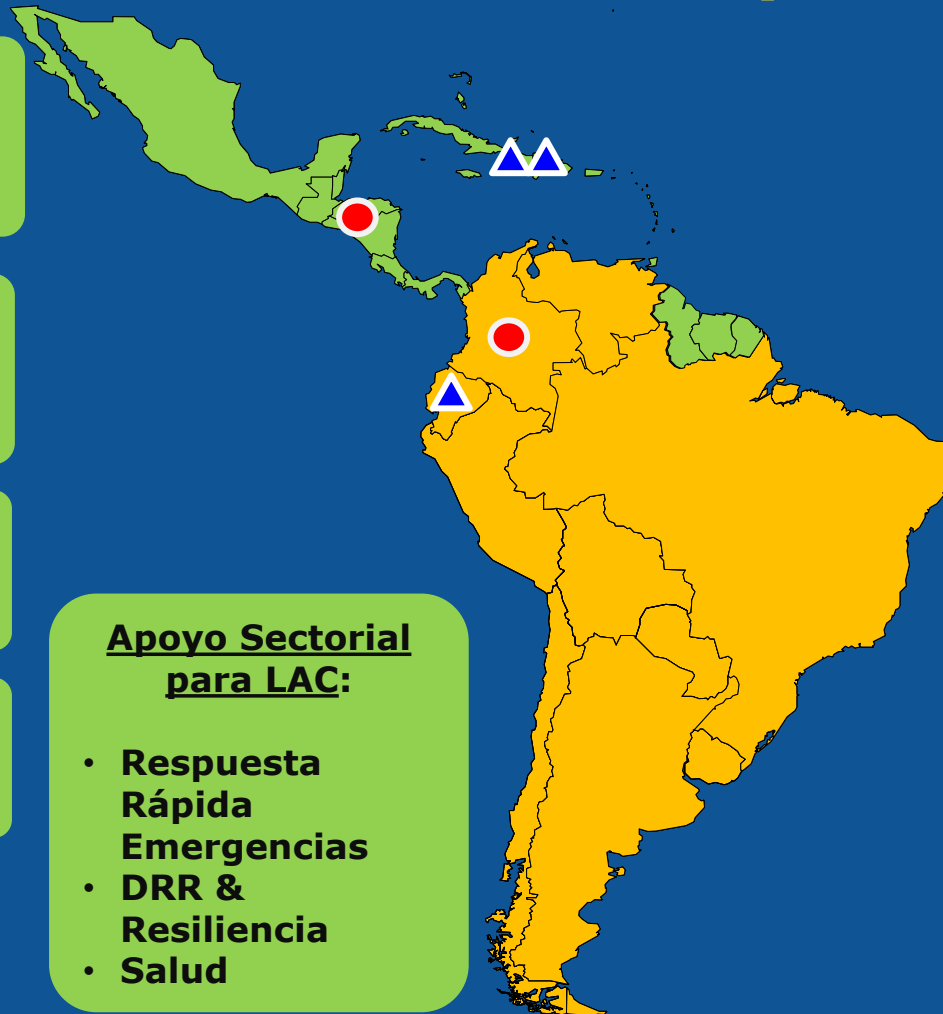 Apoyo Sectorial
para LAC:
• Respuesta
Rápida
Emergencias
• DRR &
Resiliencia
• Salud